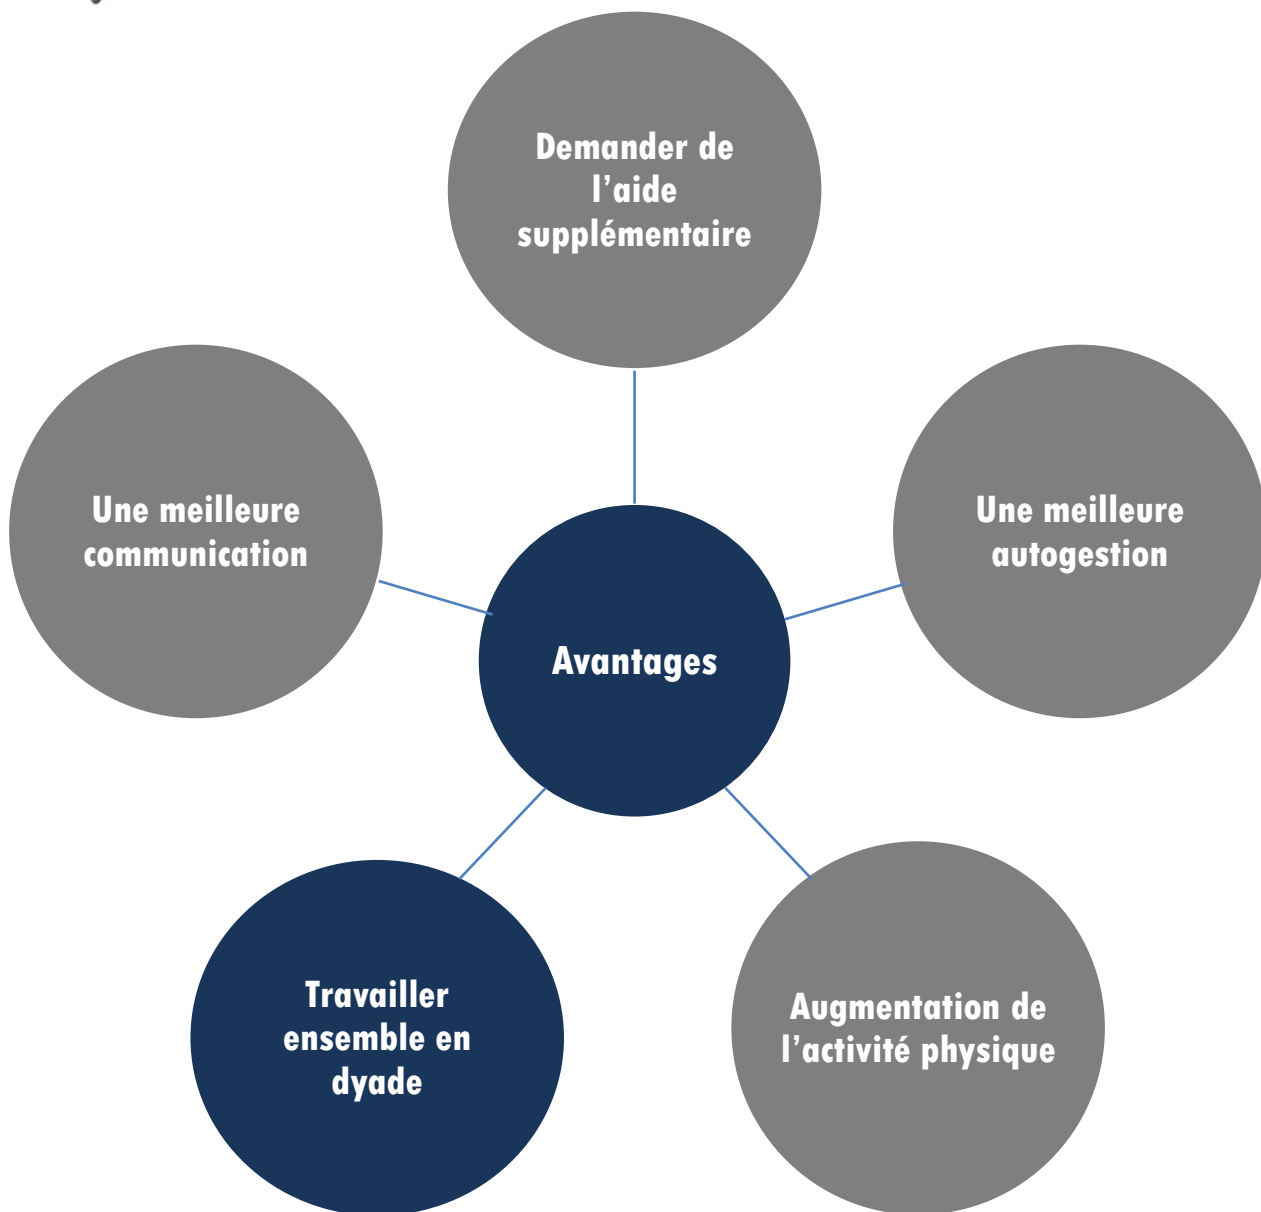 Demander de
l’aide
supplémentaire
Une meilleure
communication
Une meilleure
autogestion
Avantages
Travailler
ensemble en
dyade
Augmentation de
l’activité physique